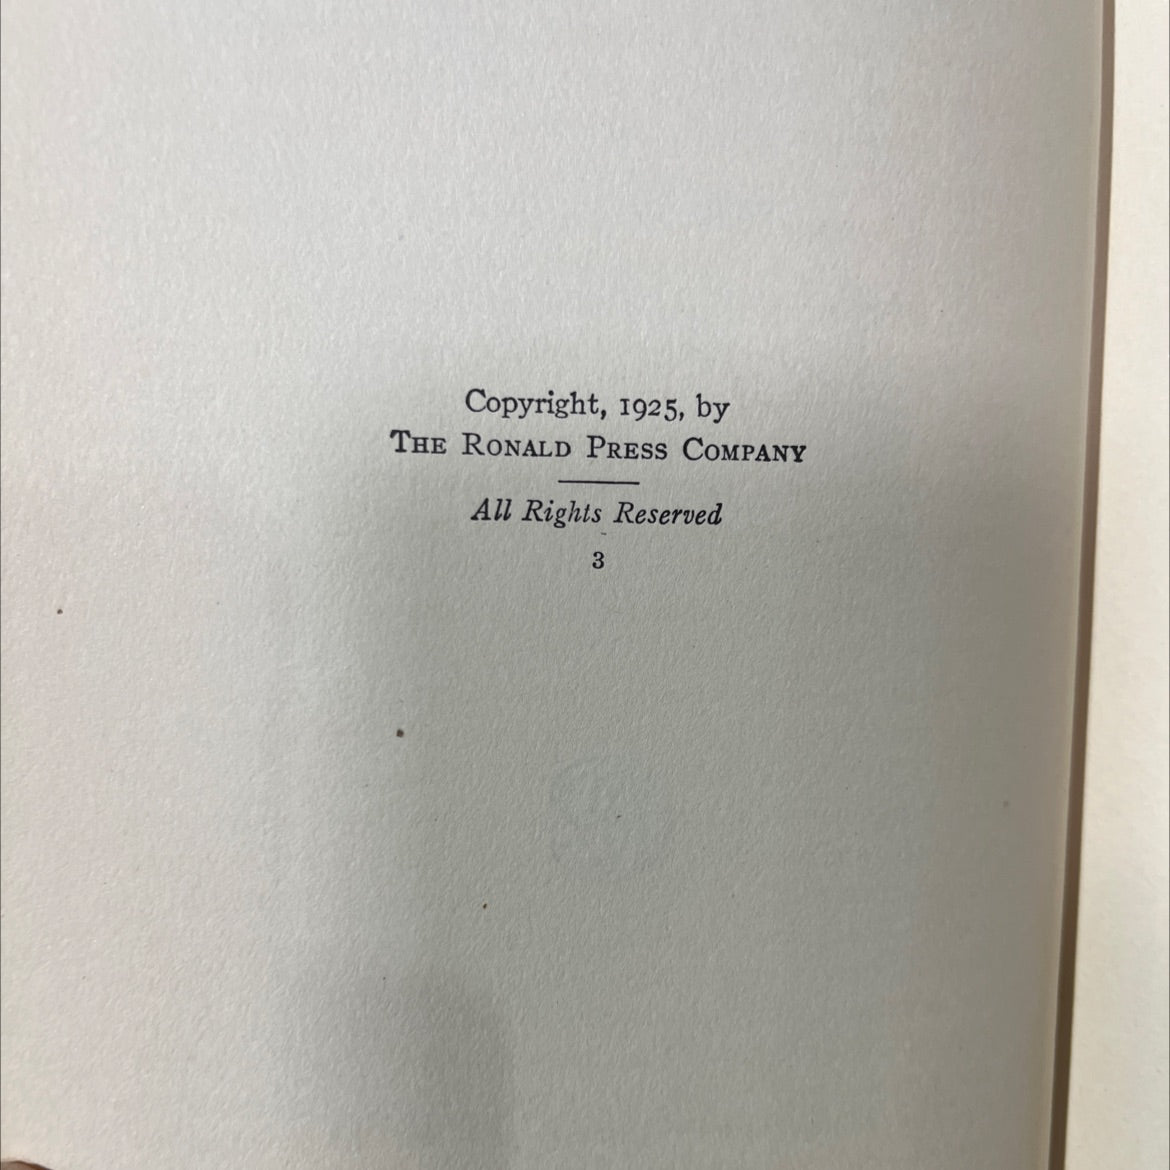 Copyright, 1925, by
THE RONALD PRESS COMPANY
All Rights Reserved
3